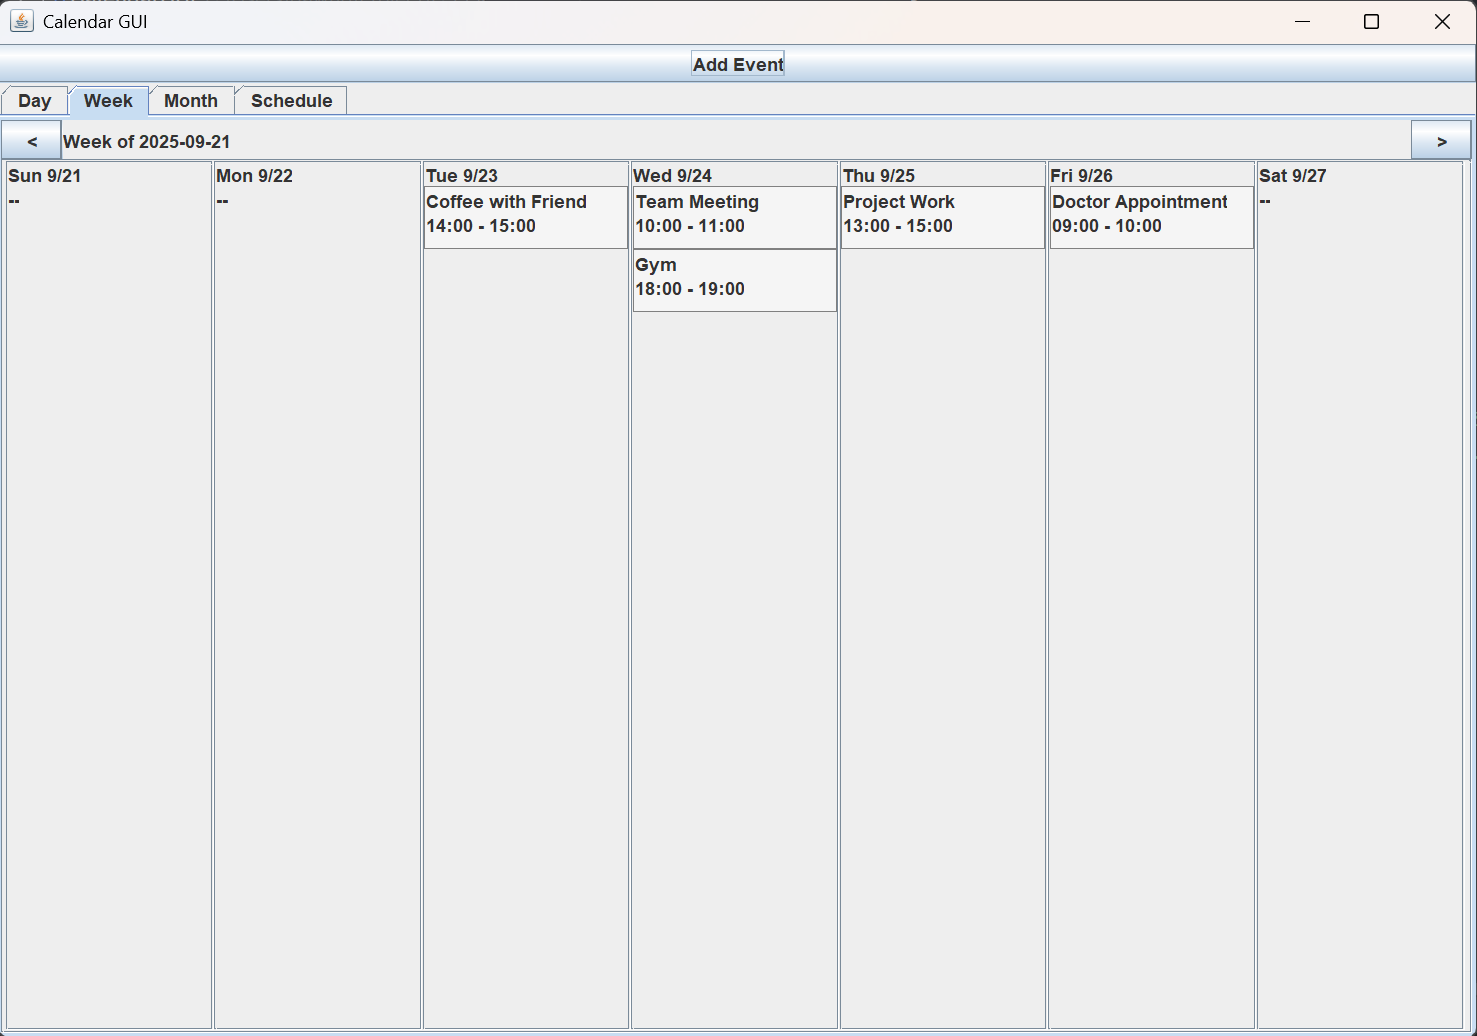 Calendar GUI
Add Event
Day Week Month Schedule
< Week of 2025-09-21 >
Sun 9/21
--
Mon 9/22
--
Tue 9/23
Coffee with Friend
14:00 - 15:00
Wed 9/24
Team Meeting
10:00 - 11:00
Gym
18:00 - 19:00
Thu 9/25
Project Work
13:00 - 15:00
Fri 9/26
Doctor Appointment
09:00 - 10:00
Sat 9/27
--